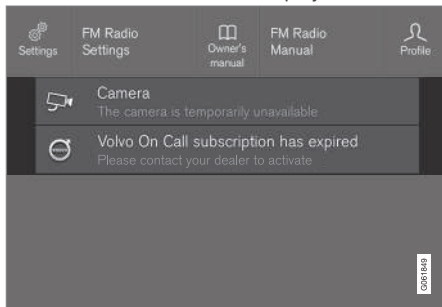 Settings
FM Radio
Settings
Owner's
manual
FM Radio
Manual
Profile
Camera
The camera is temporarily unavailable
Volvo On Call subscription has expired
Please contact your dealer to activate
G061849